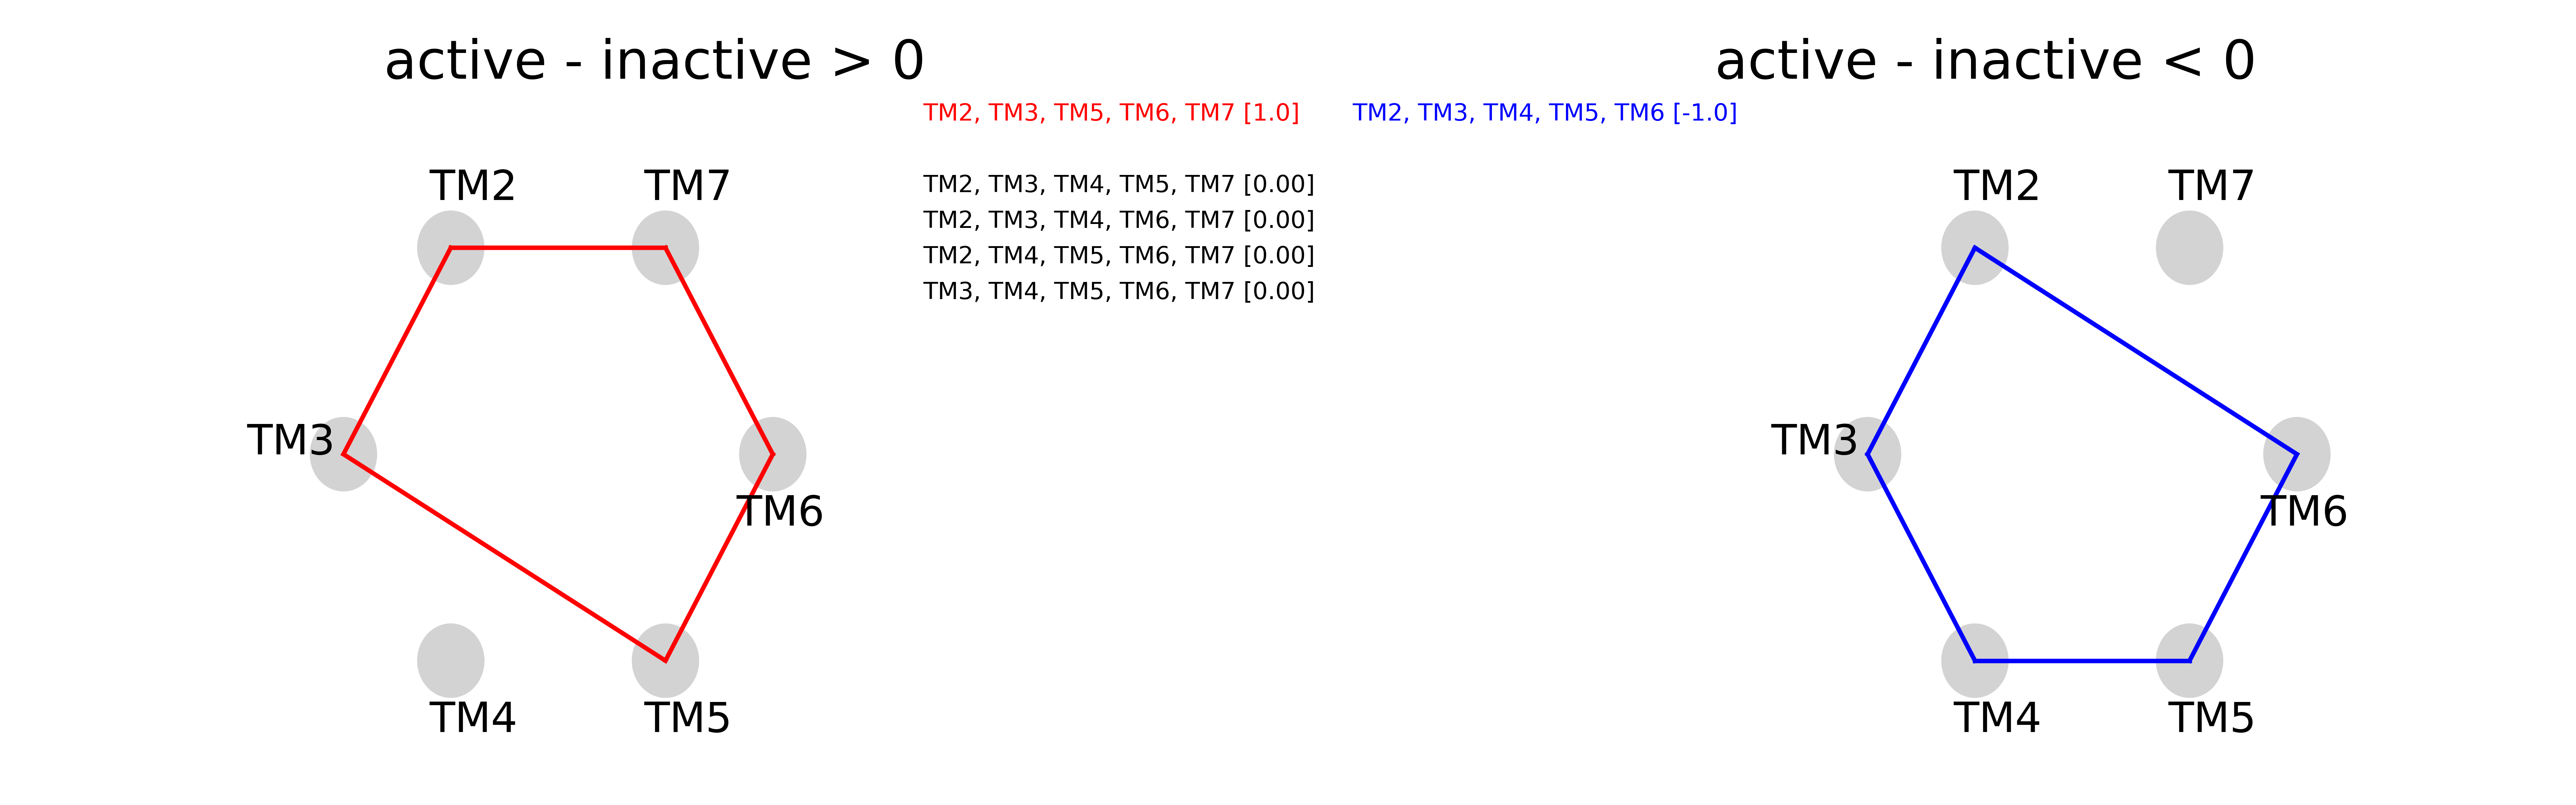 active - inactive > 0
active - inactive < 0
TM2, TM3, TM5, TM6, TM7 [1.0]
TM2, TM3, TM4, TM5, TM6 [-1.0]
TM2, TM3, TM4, TM5, TM7 [0.00]
TM2, TM3, TM4, TM6, TM7 [0.00]
TM2, TM4, TM5, TM6, TM7 [0.00]
TM3, TM4, TM5, TM6, TM7 [0.00]
TM2
TM7
TM3
TM6
TM4
TM5
TM2
TM7
TM3
TM6
TM4
TM5